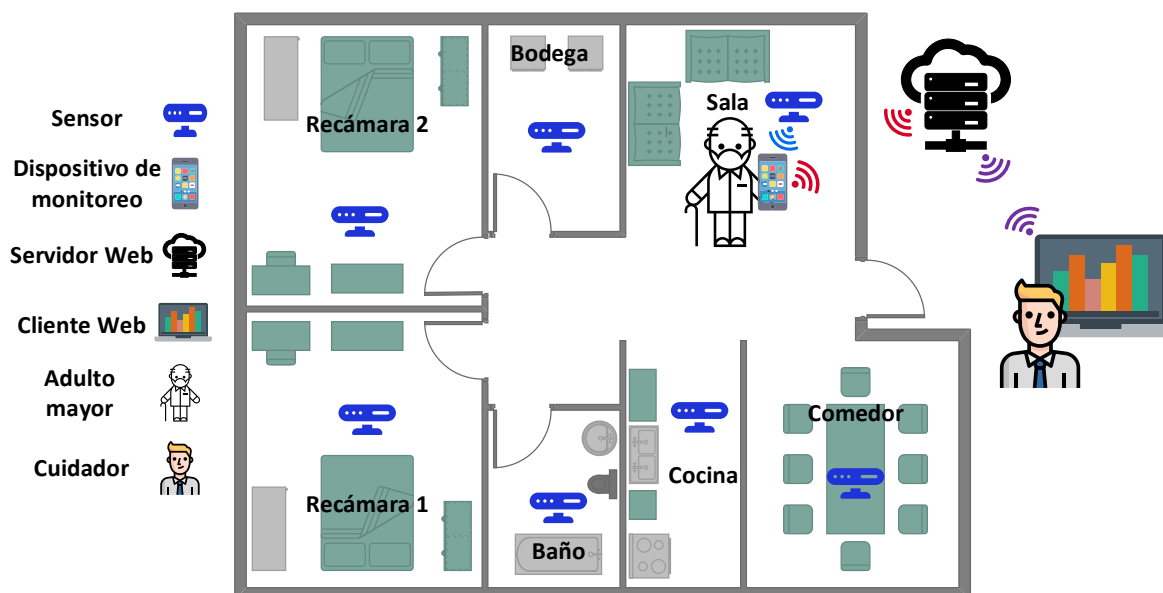 Sensor
Dispositivo de
monitoreo
Servidor Web
Cliente Web
Adulto
mayor
Cuidador
Bodega
Sala
Recámara 2
Comedor
Cocina
Recámara 1
Baño